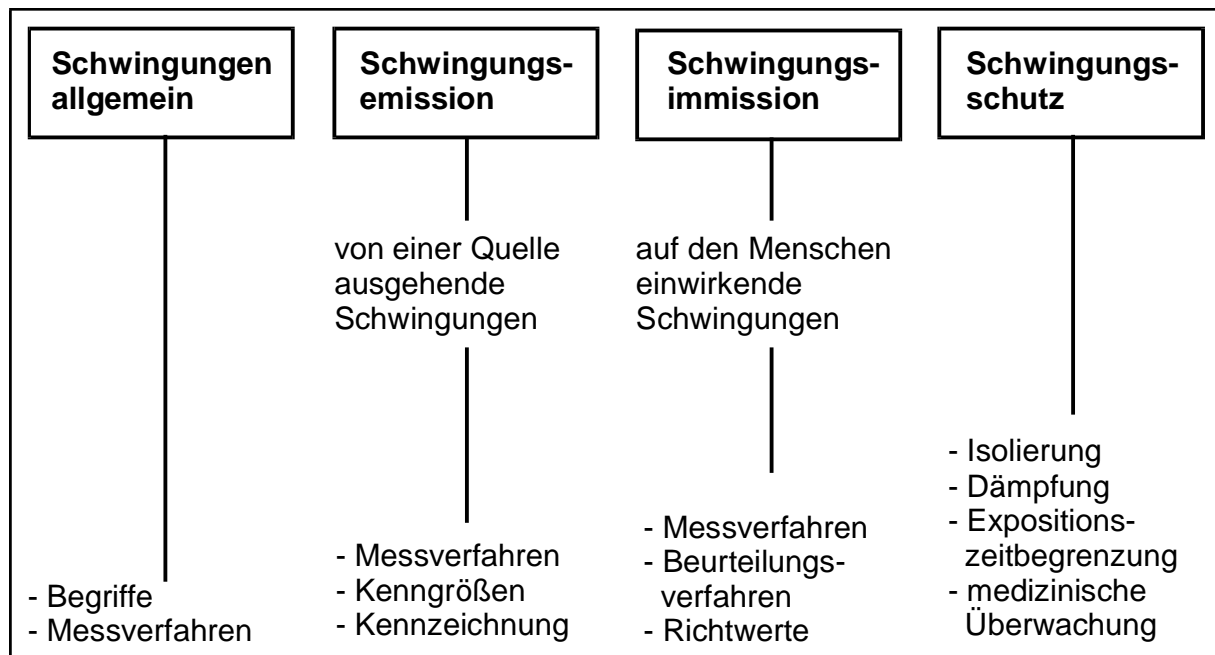 Schwingungen
allgemein
- Begriffe
- Messverfahren
Schwingungs-
emission
von einer Quelle
ausgehende
Schwingungen
- Messverfahren
- Kenngrößen
- Kennzeichnung
Schwingungs-
immission
auf den Menschen
einwirkende
Schwingungen
- Messverfahren
- Beurteilungs-
verfahren
- Richtwerte
Schwingungs-
schutz
- Isolierung
- Dämpfung
- Expositions-
zeitbegrenzung
- medizinische
Überwachung